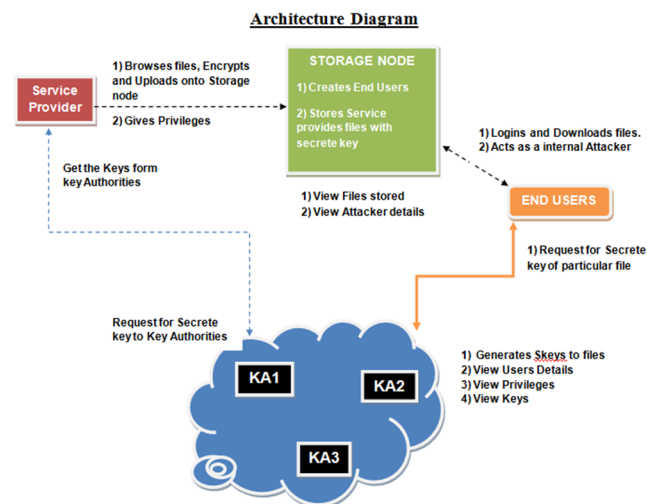 Architecture Diagram
1) Browses files, Encrypts
and Uploads onto Storage
node
2) Gives Privileges
Service
Provider
STORAGE NODE
1) Creates End Users
2) Stores Service
provides files with
secrete key
1) Logins and Downloads files.
2) Acts as a internal Attacker
Get the Keys form
key Authorities
1) View Files stored
2) View Attacker details
END USERS
1) Request for Secrete
key of particular file
Request for Secrete
key to Key Authorities
1) Generates Skeys to files
2) View Users Details
3) View Privileges
4) View Keys
KA1
KA2
KA3